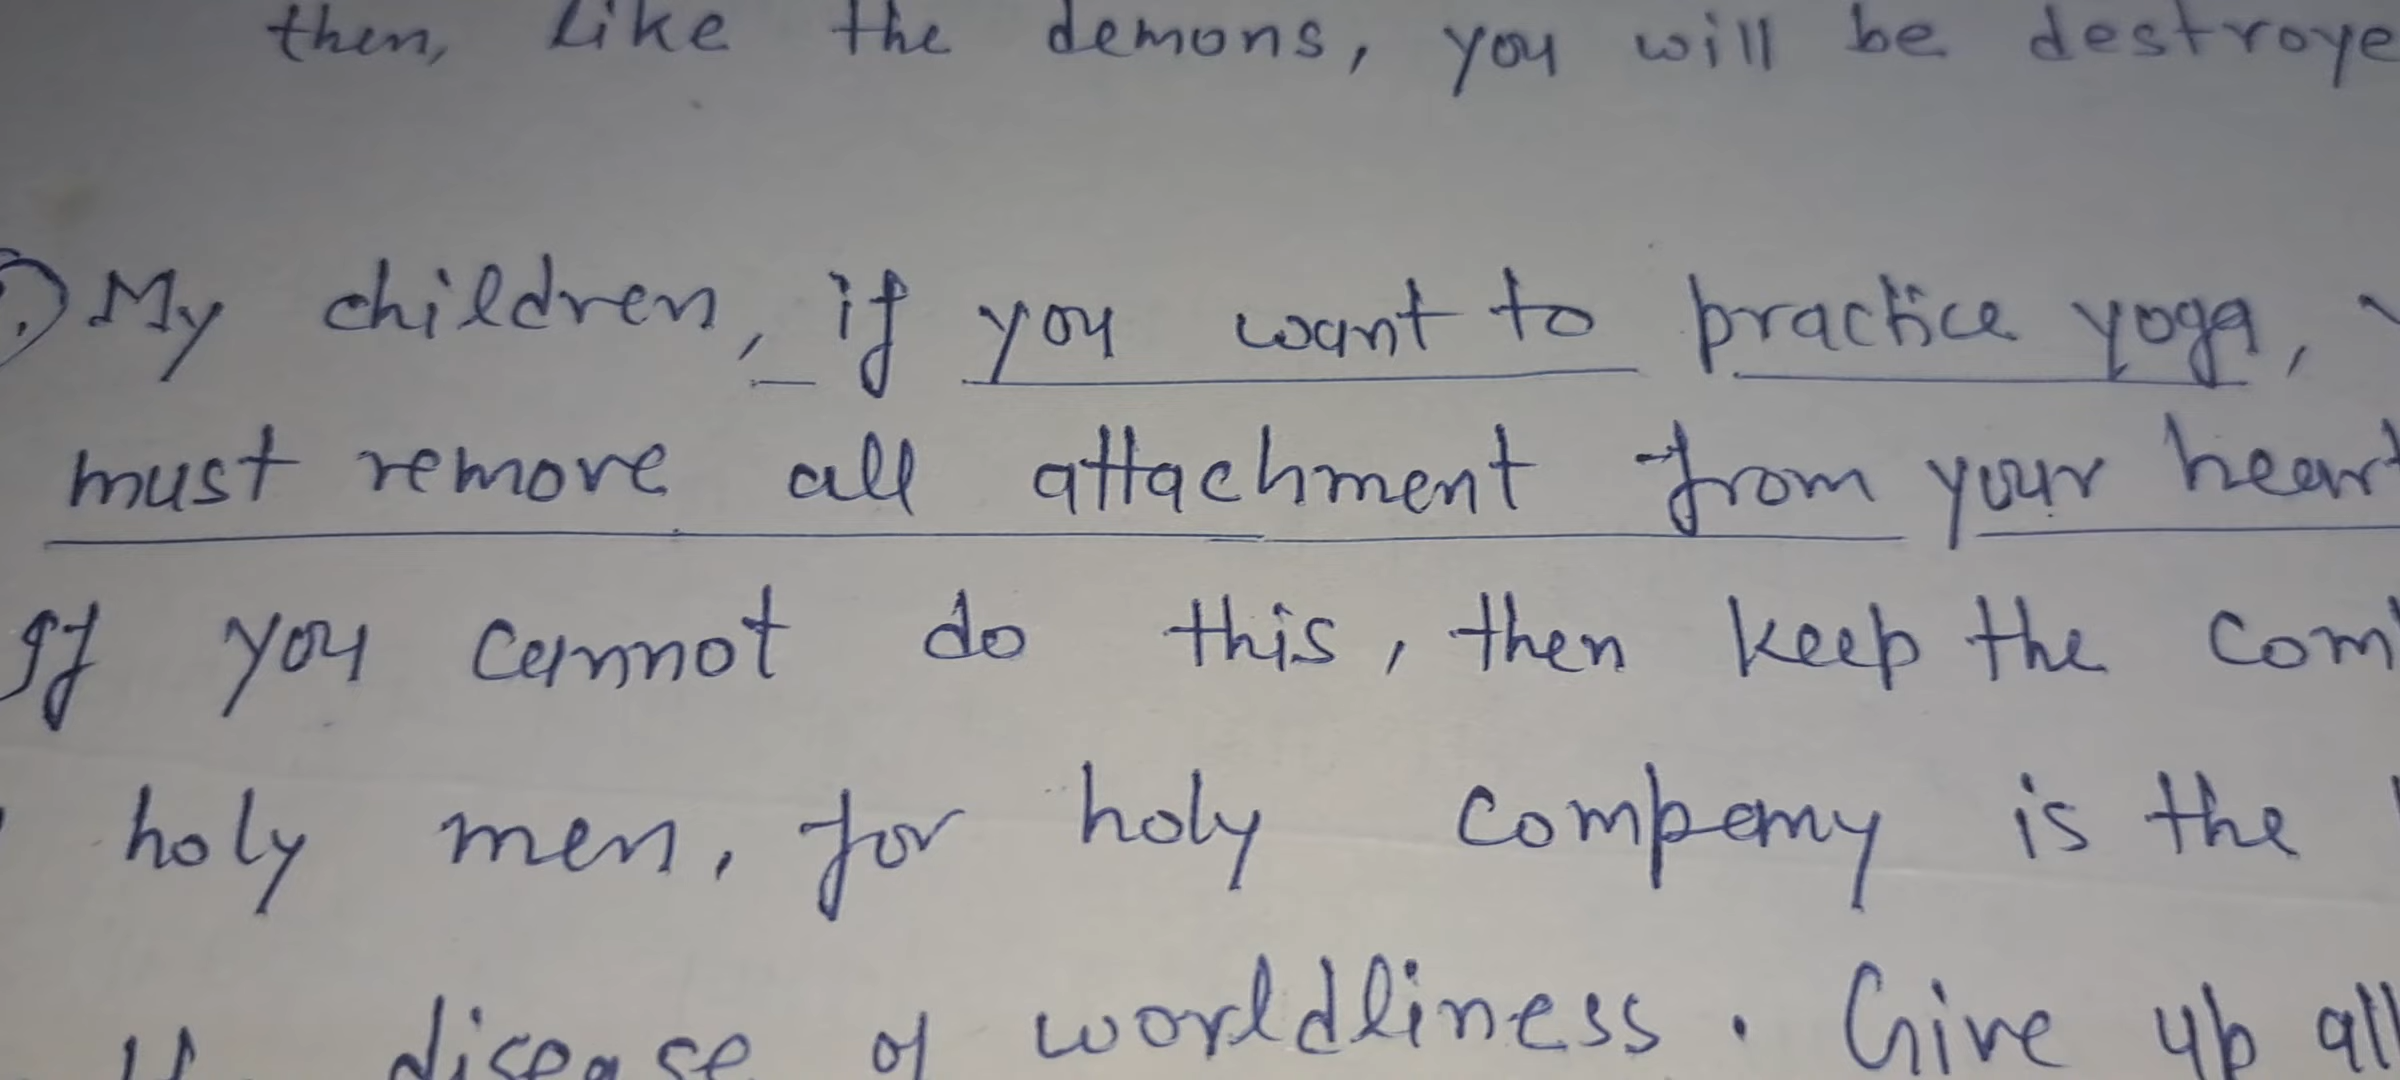 then, like the demons, you will be destroye
My children, if you want to practice yoga,
must remove all attachment from your heart
If you cannot do this, then keep the com
holy men, for holy company is the
disease of worldliness. Give up all